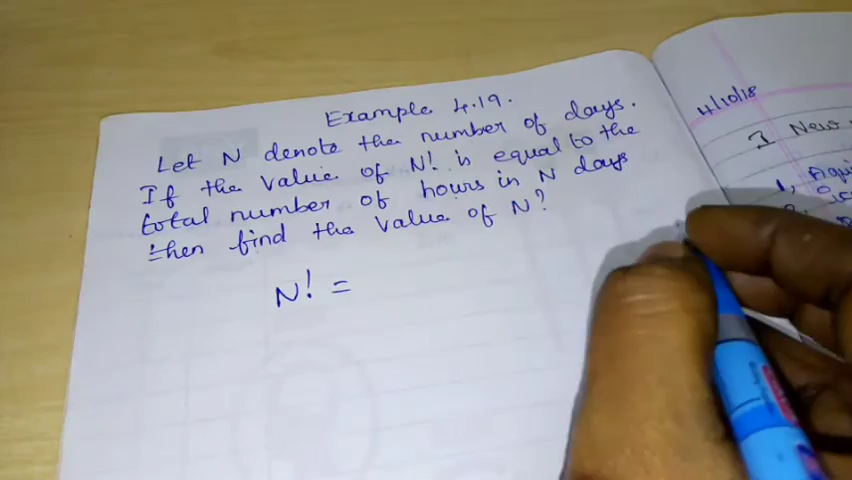 Example 4.19.
Let N denote the number of days.
If the value of N! is equal to the
total number of hours in N days
then find the value of N?
N! =
4/10/18
I New
1,